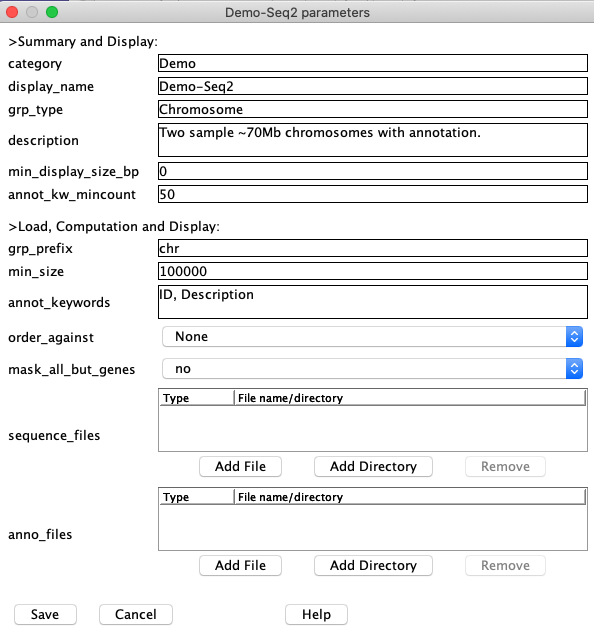 Demo-Seq2 parameters
>Summary and Display:
category Demo
display_name Demo-Seq2
grp_type Chromosome
description Two sample ~70Mb chromosomes with annotation.
min_display_size_bp 0
annot_kw_mincount 50
>Load, Computation and Display:
grp_prefix chr
min_size 100000
annot_keywords ID, Description
order_against None
mask_all_but_genes no
Type File name/directory
sequence_files
Add File Add Directory Remove
Type File name/directory
anno_files
Add File Add Directory Remove
Save Cancel Help